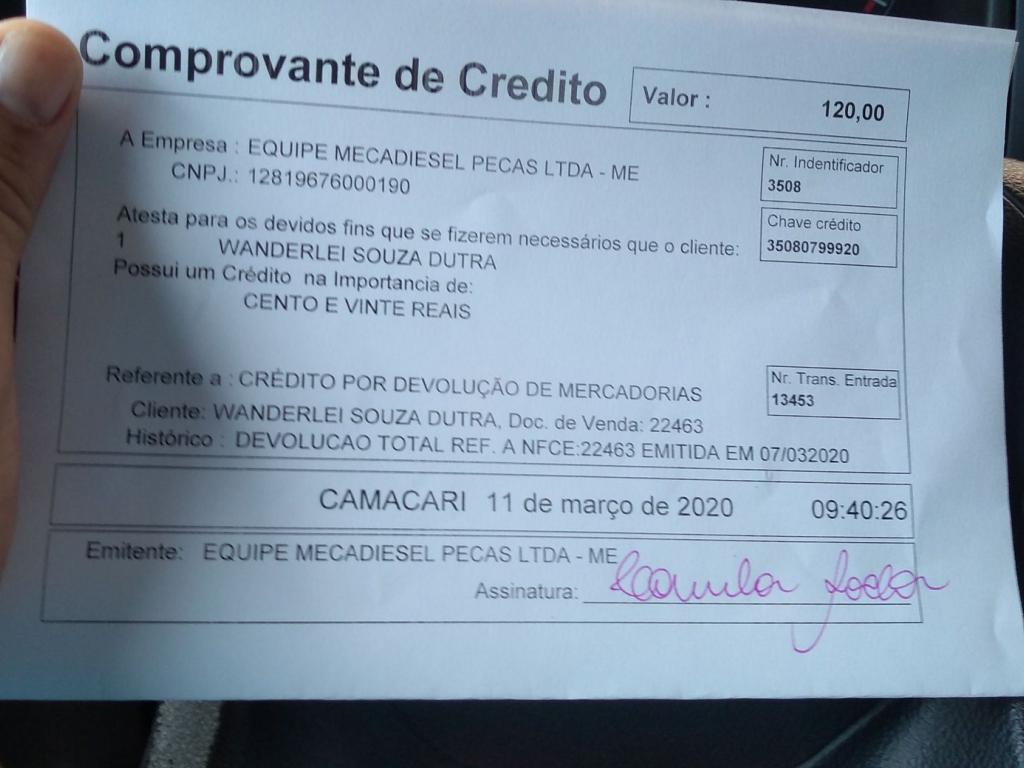 Comprovante de Credito
Valor : 120,00
A Empresa : EQUIPE MECADIESEL PECAS LTDA - ME
CNPJ.: 12819676000190
Nr. Indentificador
3508
Chave crédito
35080799920
Atesta para os devidos fins que se fizerem necessários que o cliente:
1 WANDERLEI SOUZA DUTRA
Possui um Crédito na Importancia de:
CENTO E VINTE REAIS
Referente a : CRÉDITO POR DEVOLUÇÃO DE MERCADORIAS
Nr. Trans. Entrada
13453
Cliente: WANDERLEI SOUZA DUTRA, Doc. de Venda: 22463
Histórico : DEVOLUCAO TOTAL REF. A NFCE:22463 EMITIDA EM 07/032020
CAMACARI 11 de março de 2020 09:40:26
Emitente: EQUIPE MECADIESEL PECAS LTDA - ME
Assinatura: